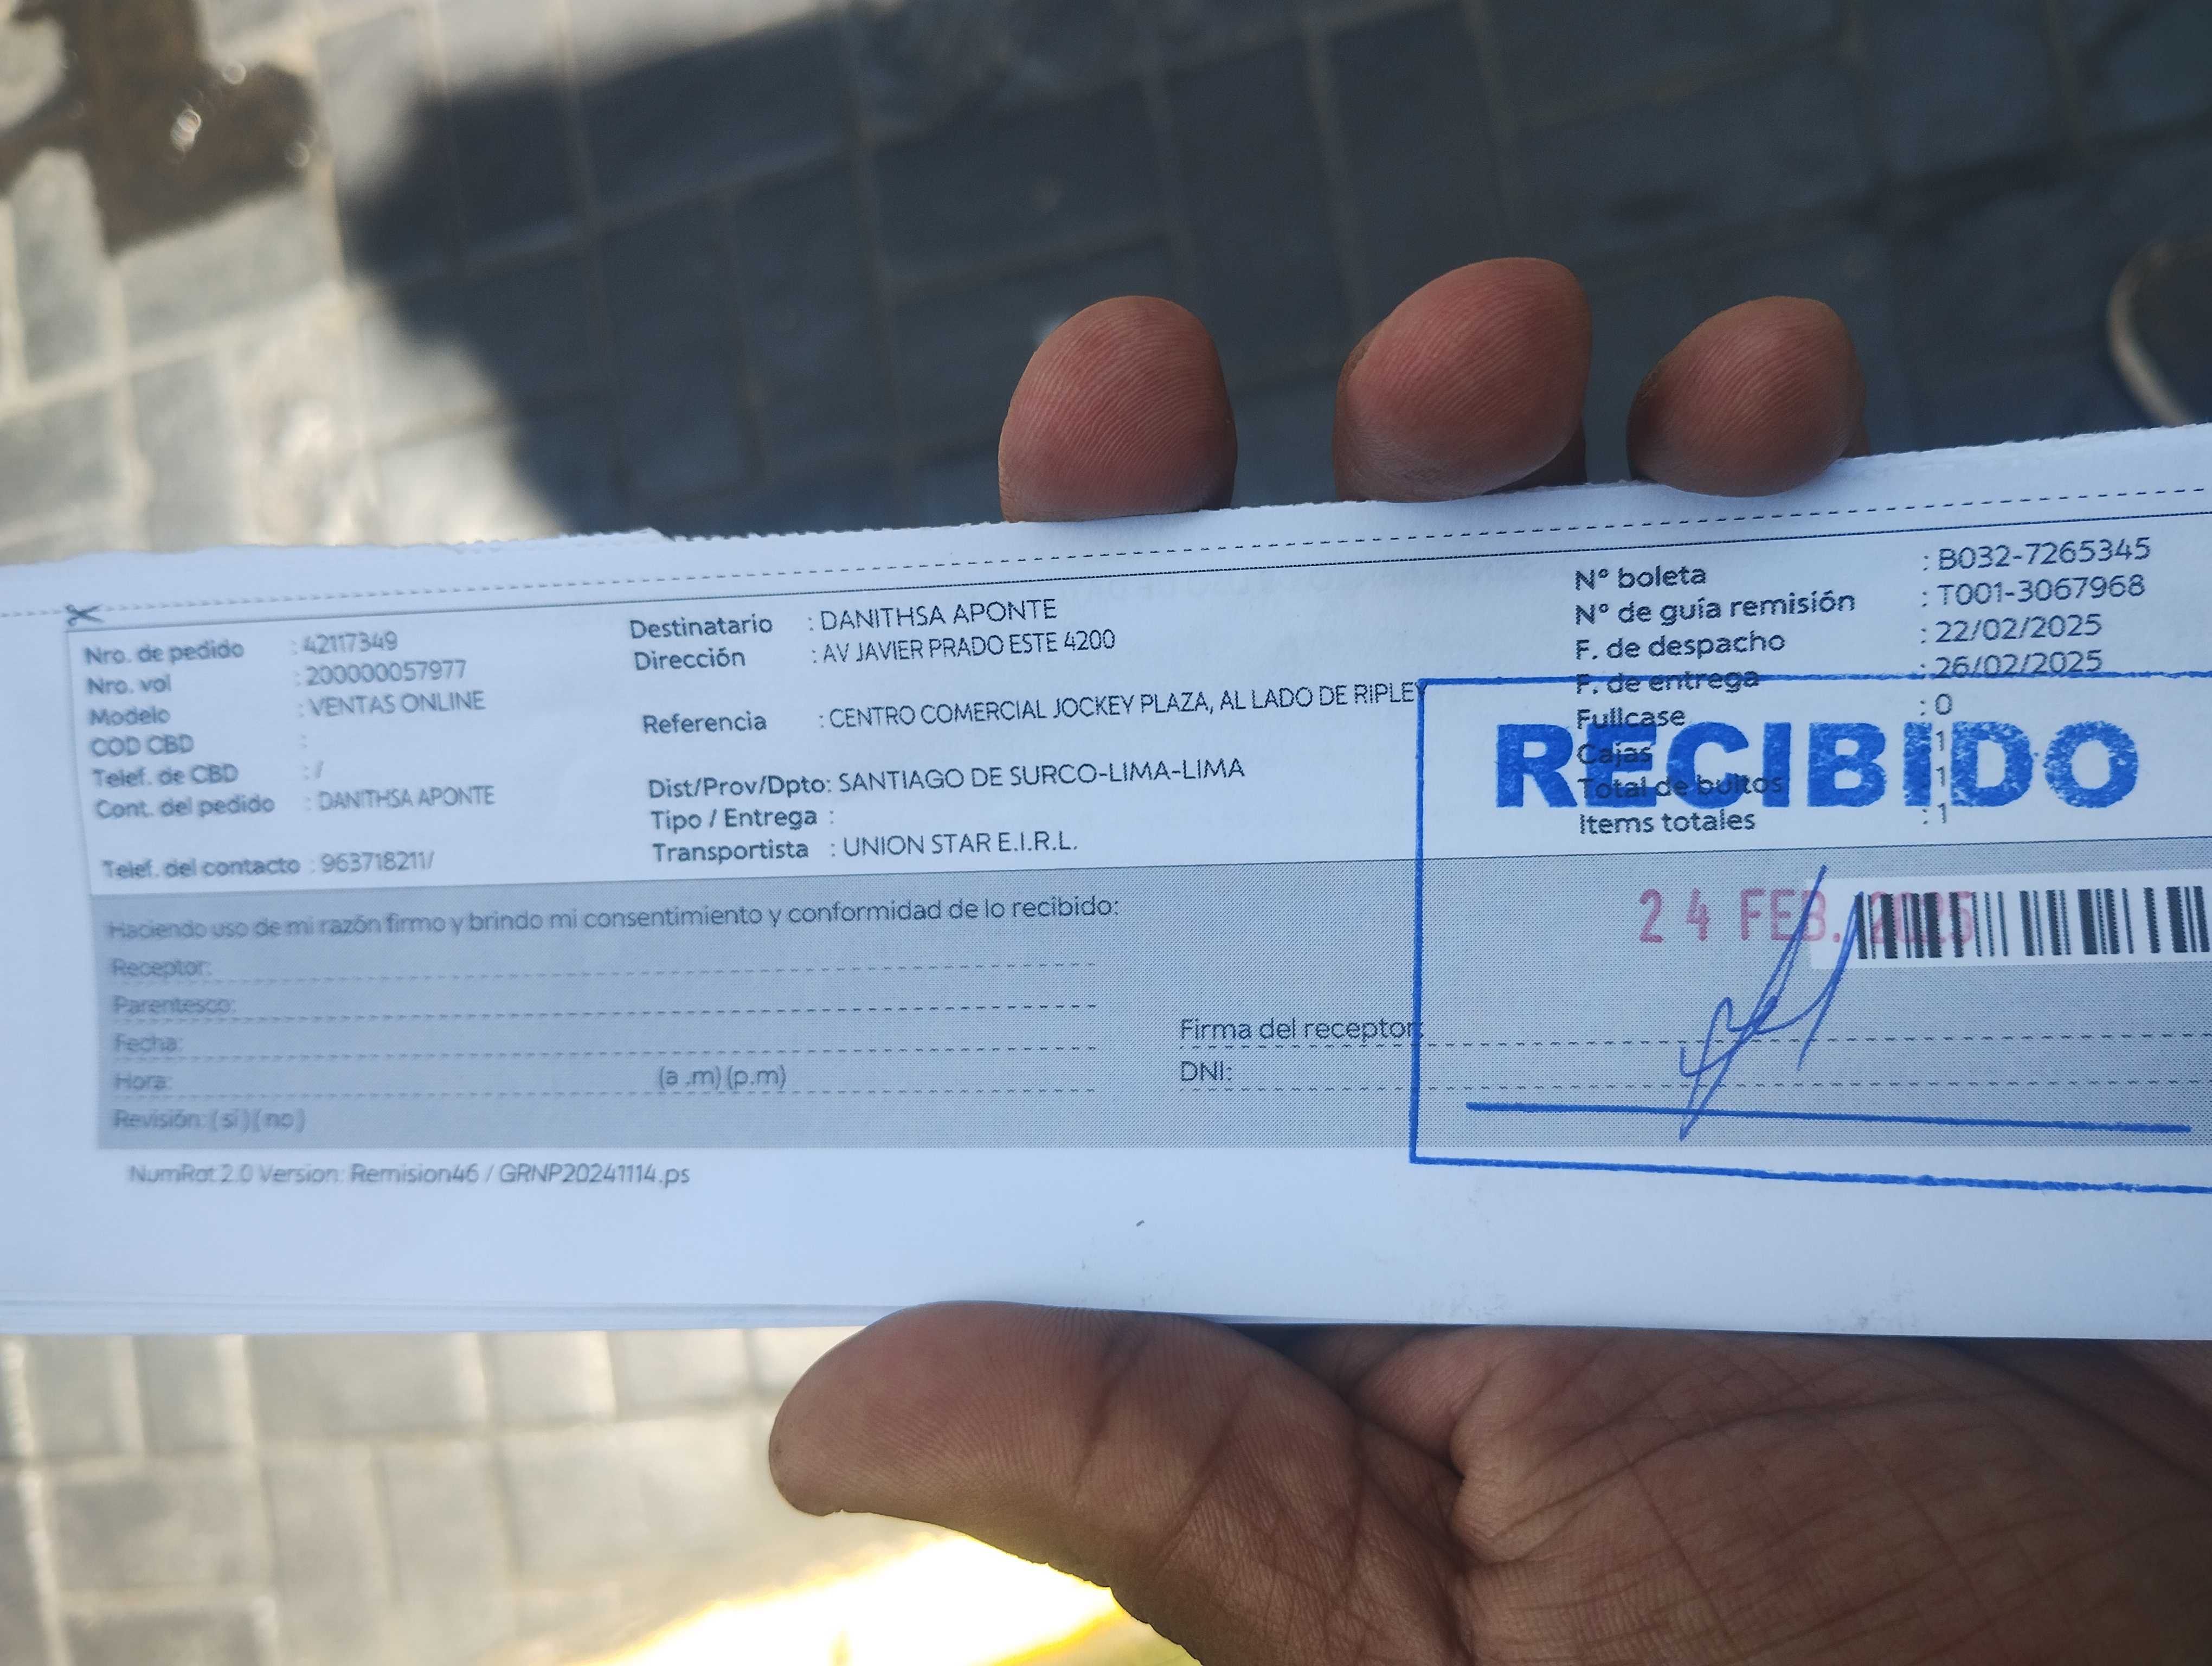 Nro. de pedido : 42117349
Nro. vol : 200000057977
Modelo : VENTAS ONLINE
COD CBD :
Telef. de CBD : /
Cont. del pedido : DANITHSA APONTE
Telef. del contacto : 963718211/
Destinatario : DANITHSA APONTE
Dirección : AV JAVIER PRADO ESTE 4200
Referencia : CENTRO COMERCIAL JOCKEY PLAZA, AL LADO DE RIPLEY
Dist/Prov/Dpto: SANTIAGO DE SURCO-LIMA-LIMA
Tipo / Entrega :
Transportista : UNION STAR E.I.R.L.
N° boleta : B032-7265345
N° de guía remisión : T001-3067968
F. de despacho : 22/02/2025
F. de entrega : 26/02/2025
Fullcase : 0
Cajas : 1
Total de bultos : 1
Items totales : 1
RECIBIDO
24 FEB. 2025
Haciendo uso de mi razón firmo y brindo mi consentimiento y conformidad de lo recibido:
Receptor:
Parentesco:
Fecha:
Hora: (a .m) (p.m)
Revisión: ( si ) ( no )
Firma del receptor:
DNI:
NumRot 2.0 Version: Remision46 / GRNP20241114.ps